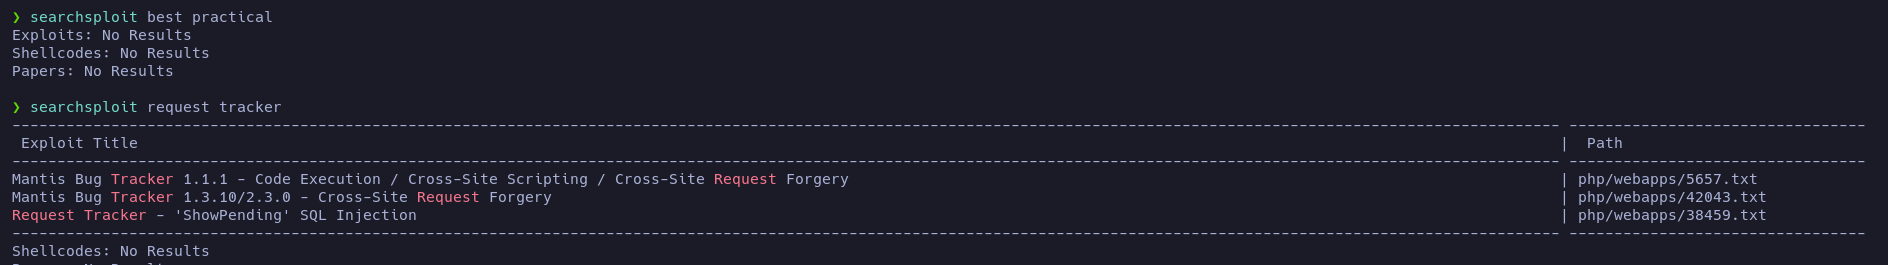 ❯ searchsploit best practical
Exploits: No Results
Shellcodes: No Results
Papers: No Results
❯ searchsploit request tracker
Exploit Title | Path
Mantis Bug Tracker 1.1.1 - Code Execution / Cross-Site Scripting / Cross-Site Request Forgery | php/webapps/5657.txt
Mantis Bug Tracker 1.3.10/2.3.0 - Cross-Site Request Forgery | php/webapps/42043.txt
Request Tracker - 'ShowPending' SQL Injection | php/webapps/38459.txt
Shellcodes: No Results